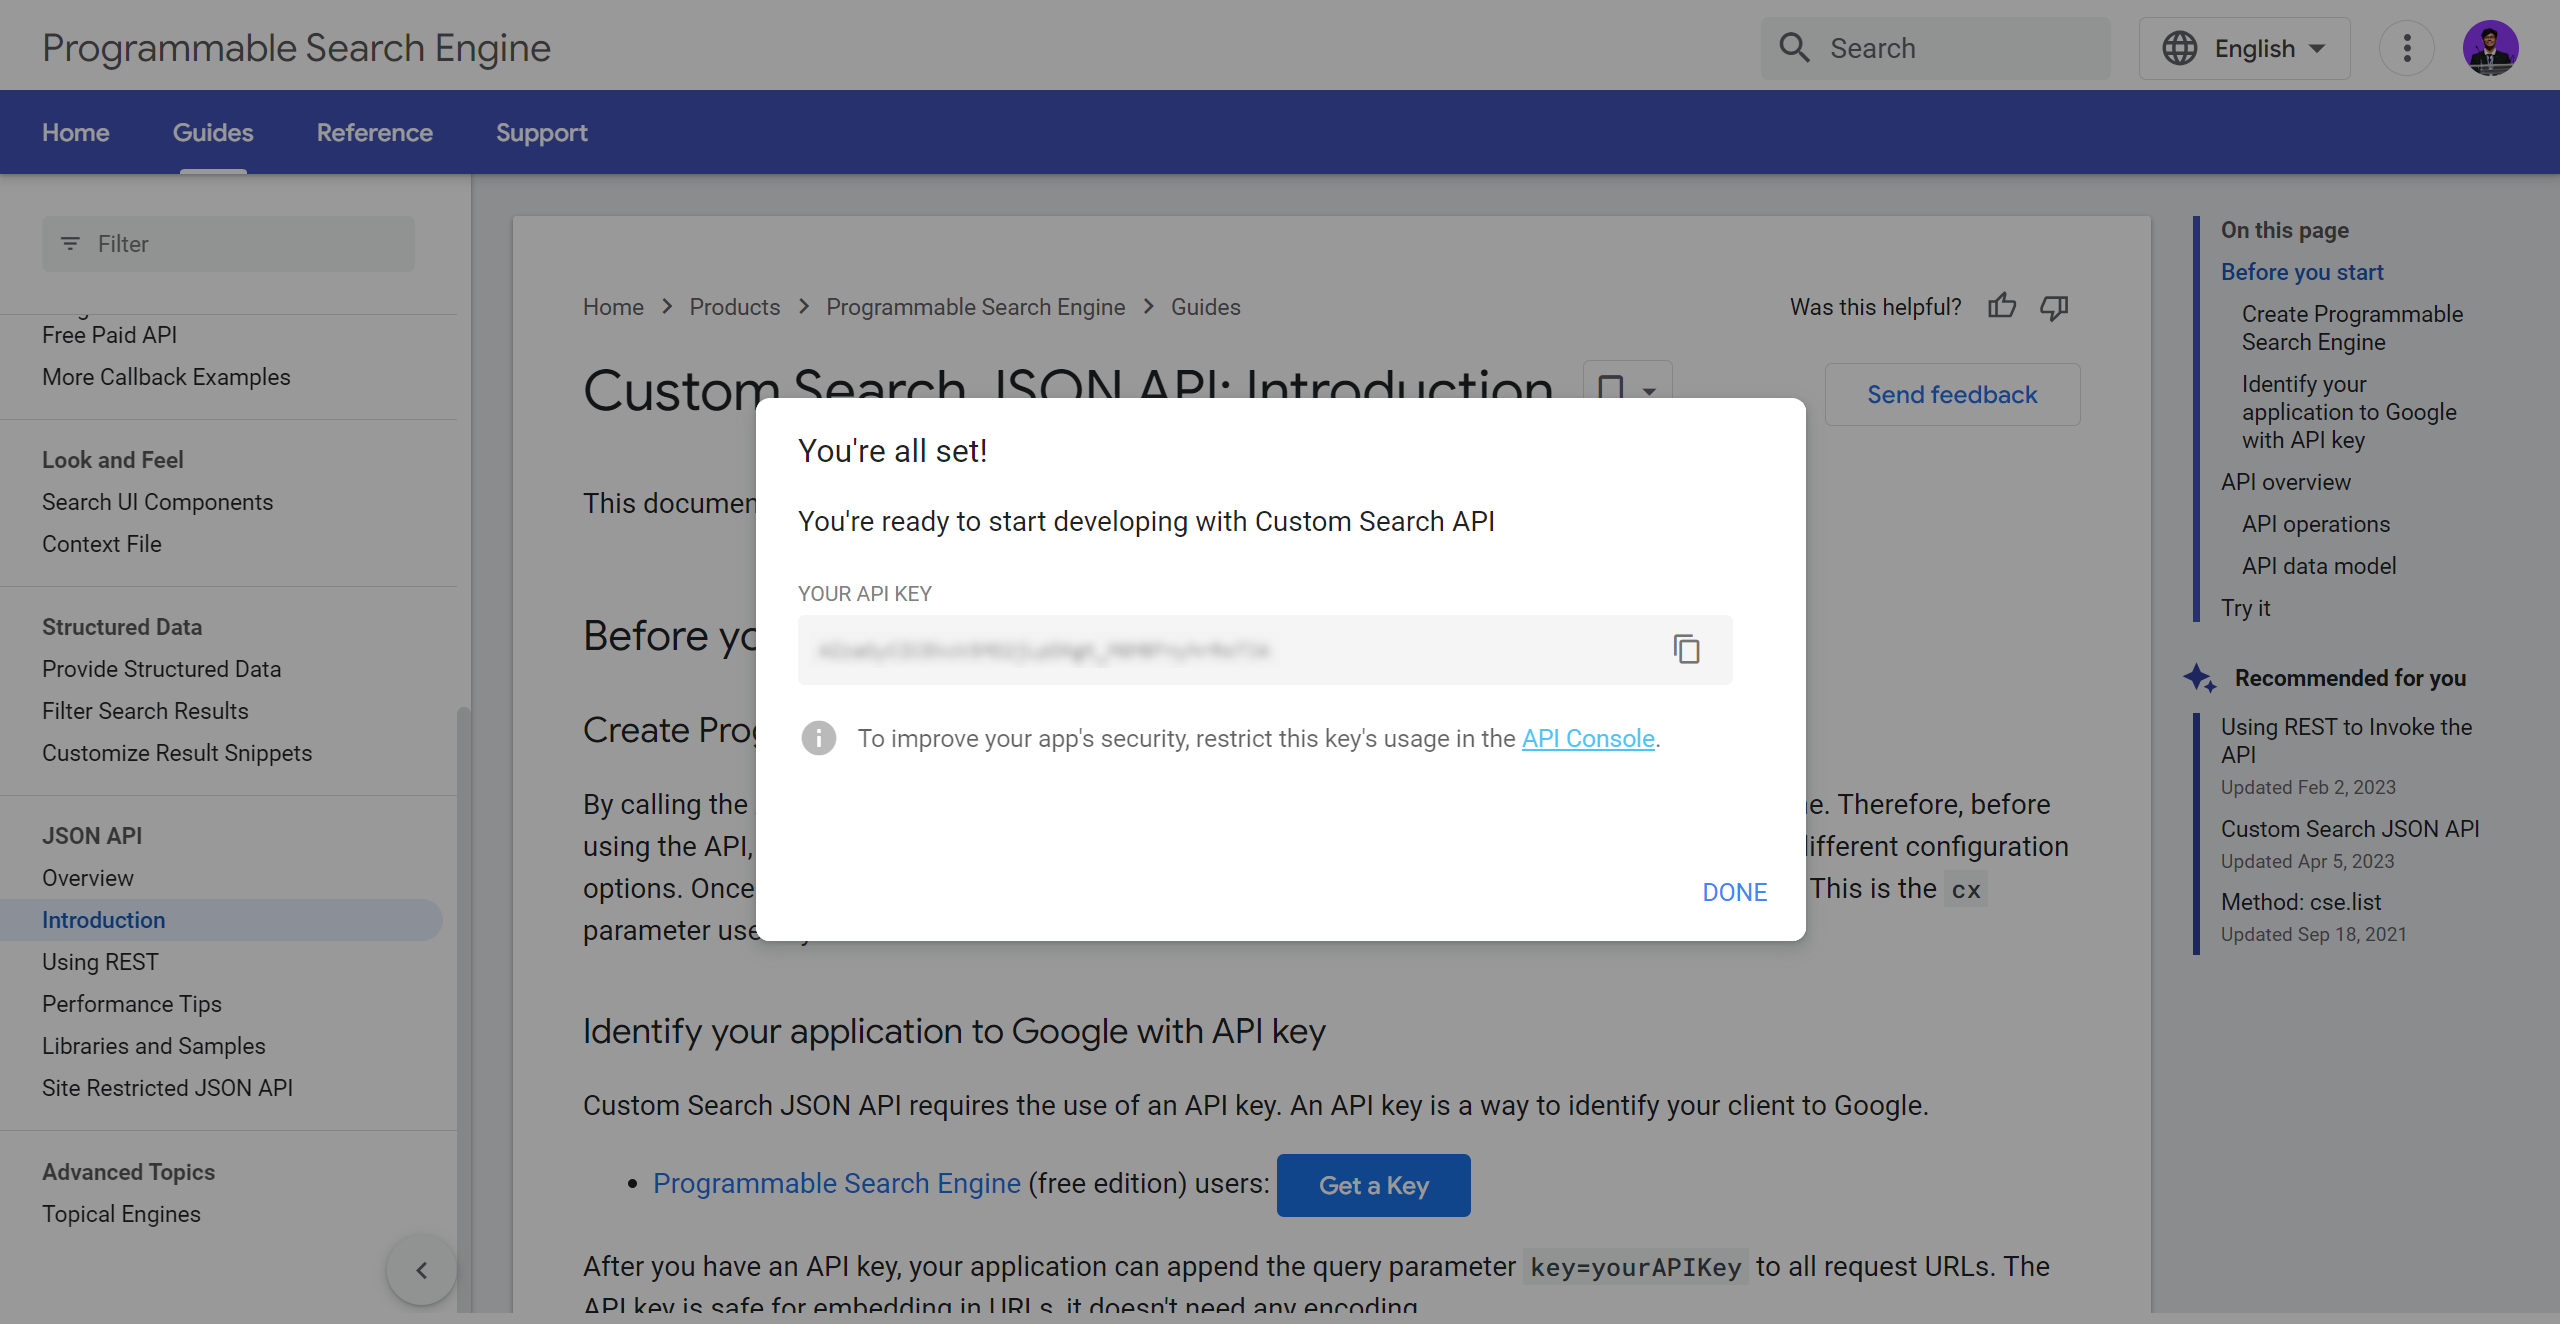 Programmable Search Engine
Search
English
Home
Guides
Reference
Support
Filter
Free Paid API
More Callback Examples
Look and Feel
Search UI Components
Context File
Structured Data
Provide Structured Data
Filter Search Results
Customize Result Snippets
JSON API
Overview
Introduction
Using REST
Performance Tips
Libraries and Samples
Site Restricted JSON API
Advanced Topics
Topical Engines
Home > Products > Programmable Search Engine > Guides
Was this helpful?
Custom Search JSON API: Introduction
Send feedback
This documen
Before yo
Create Prog
By calling the
e. Therefore, before
using the API,
ifferent configuration
options. Once
This is the cx
parameter use
You're all set!
You're ready to start developing with Custom Search API
YOUR API KEY
To improve your app's security, restrict this key's usage in the API Console.
DONE
Identify your application to Google with API key
Custom Search JSON API requires the use of an API key. An API key is a way to identify your client to Google.
• Programmable Search Engine (free edition) users: Get a Key
After you have an API key, your application can append the query parameter key=yourAPIKey to all request URLs. The
API key is safe for embedding in URLs, it doesn't need any encoding.
On this page
Before you start
Create Programmable
Search Engine
Identify your
application to Google
with API key
API overview
API operations
API data model
Try it
Recommended for you
Using REST to Invoke the
API
Updated Feb 2, 2023
Custom Search JSON API
Updated Apr 5, 2023
Method: cse.list
Updated Sep 18, 2021